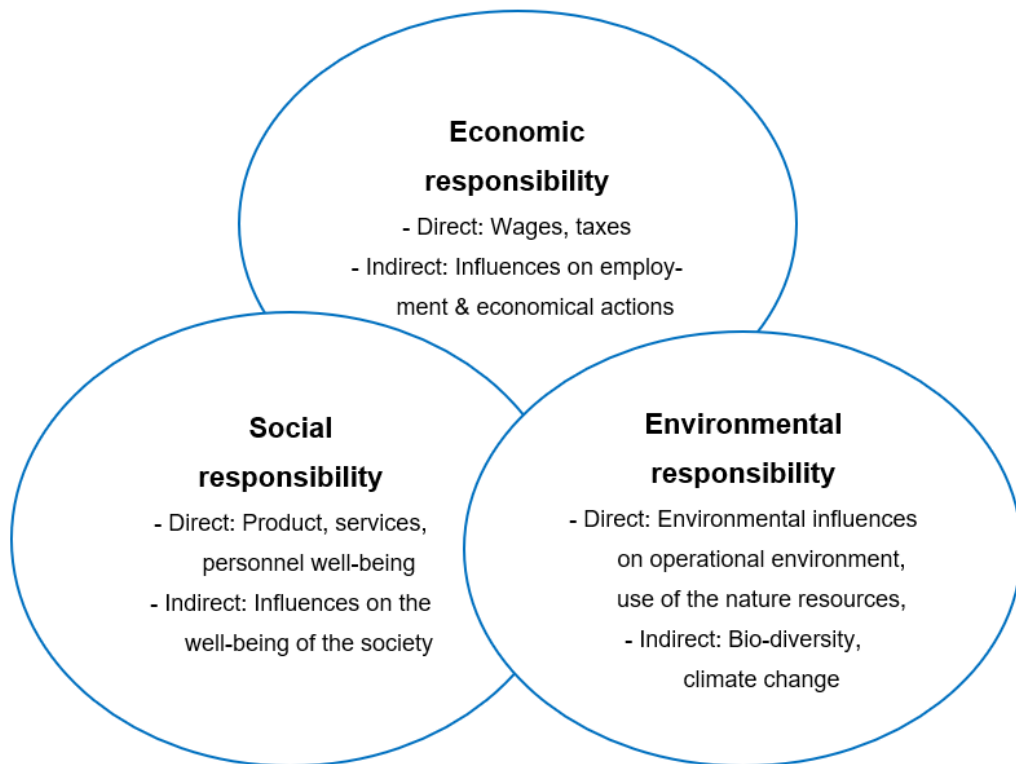 Economic
responsibility
- Direct: Wages, taxes
- Indirect: Influences on employ-
ment & economical actions
Social
responsibility
- Direct: Product, services,
personnel well-being
- Indirect: Influences on the
well-being of the society
Environmental
responsibility
- Direct: Environmental influences
on operational environment,
use of the nature resources,
- Indirect: Bio-diversity,
climate change